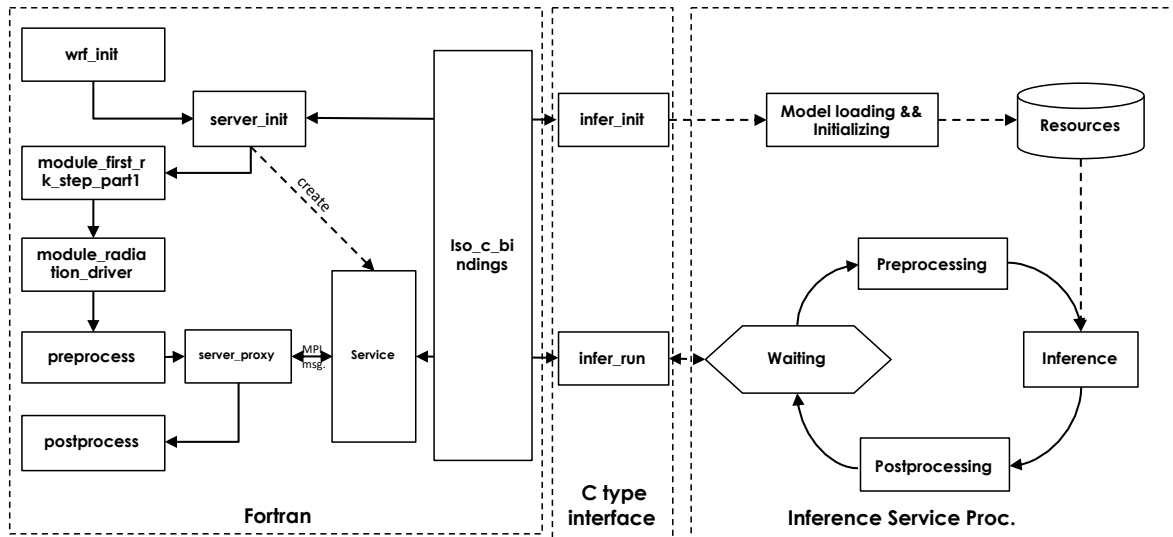 wrf_init
server_init
module_first_r
k_step_part1
create
module_radia
tion_driver
preprocess
server_proxy
MPI
msg.
Service
postprocess
Iso_c_bi
ndings
Fortran
infer_init
infer_run
C type
interface
Model loading &&
Initializing
Resources
Preprocessing
Waiting
Inference
Postprocessing
Inference Service Proc.